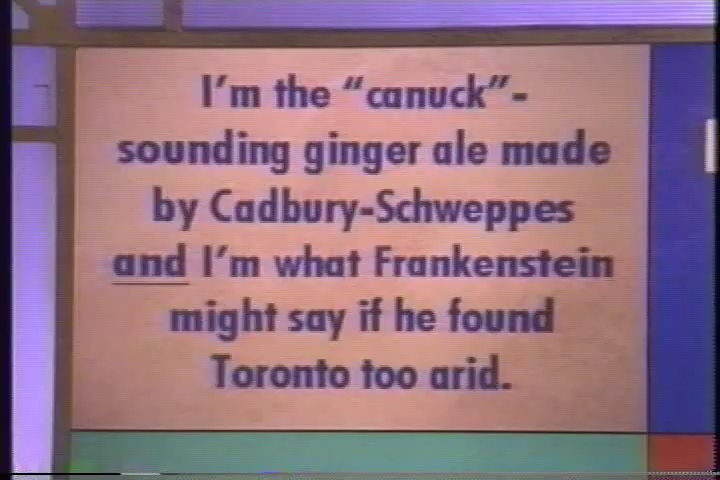 I'm the "canuck"-
sounding ginger ale made
by Cadbury-Schweppes
and I'm what Frankenstein
might say if he found
Toronto too arid.